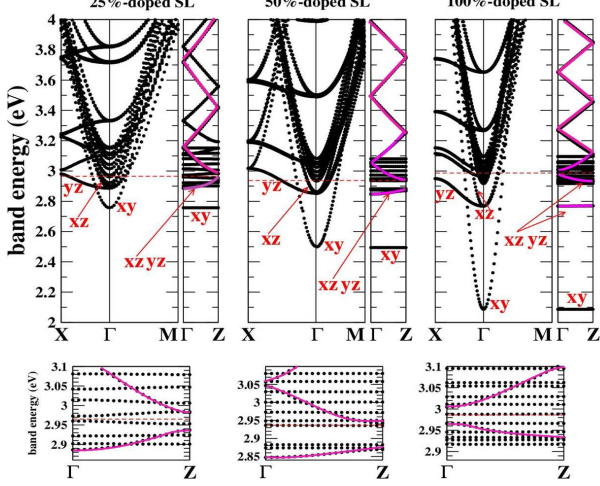 25%-doped SL 50%-doped SL 100%-doped SL
band energy (eV)
4
3.8
3.6
3.4
3.2
3
2.8
2.6
2.4
2.2
2
yz
xz
xy
xz yz
xy
X Γ M Γ Z
yz
xz
xy
xz yz
xy
X Γ M Γ Z
yz
xz
xz yz
xy
xy
X Γ M Γ Z
band energy (eV)
3.1
3.05
3
2.95
2.9
Γ Z
3.05
3
2.95
2.9
2.85
Γ Z
3.1
3.05
3
2.95
2.9
Γ Z